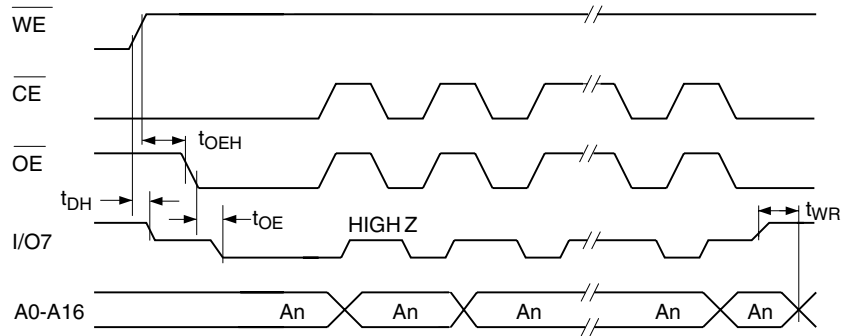 WE
CE
tOEH
OE
tDH
tOE
HIGH Z
tWR
I/O7
A0-A16 An An An An An